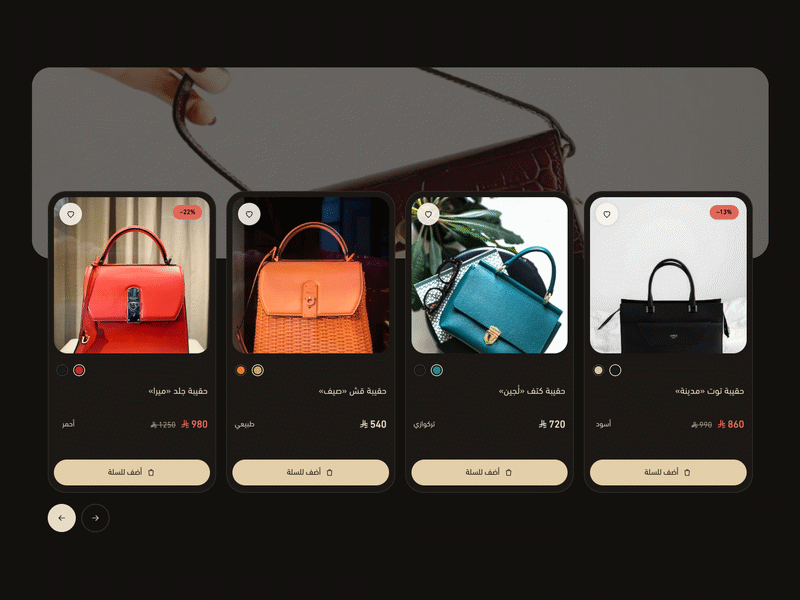 -13%
حقيبة توت «مدينة»
860 ⃁ 990 ⃁ أسود
أضف للسلة
حقيبة كتف «لُجين»
720 ⃁ تركوازي
أضف للسلة
حقيبة قش «صيف»
540 ⃁ طبيعي
أضف للسلة
-22%
حقيبة جلد «ميرا»
980 ⃁ 1250 ⃁ أحمر
أضف للسلة